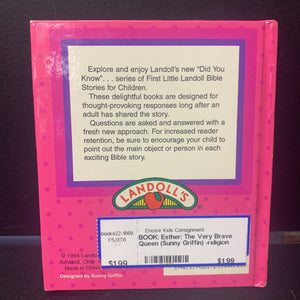 Explore and enjoy Landoll's new "Did You
Know". . . series of First Little Landoll Bible
Stories for Children.
These delightful books are designed for
thought-provoking responses long after an
adult has shared the story.
Questions are asked and answered with a
fresh new approach. For increased reader
retention, be sure to encourage your child to
point out the main object or person in each
exciting Bible story.
LANDOLL'S
Encore Kids Consignment
BOOK: Esther: The Very Brave
Queen (Sunny Griffin) -religion
$1.99
$1.99
© 1994 Landoll
Ashland, Ohio
Made in China
Designed by Sunny Griffin